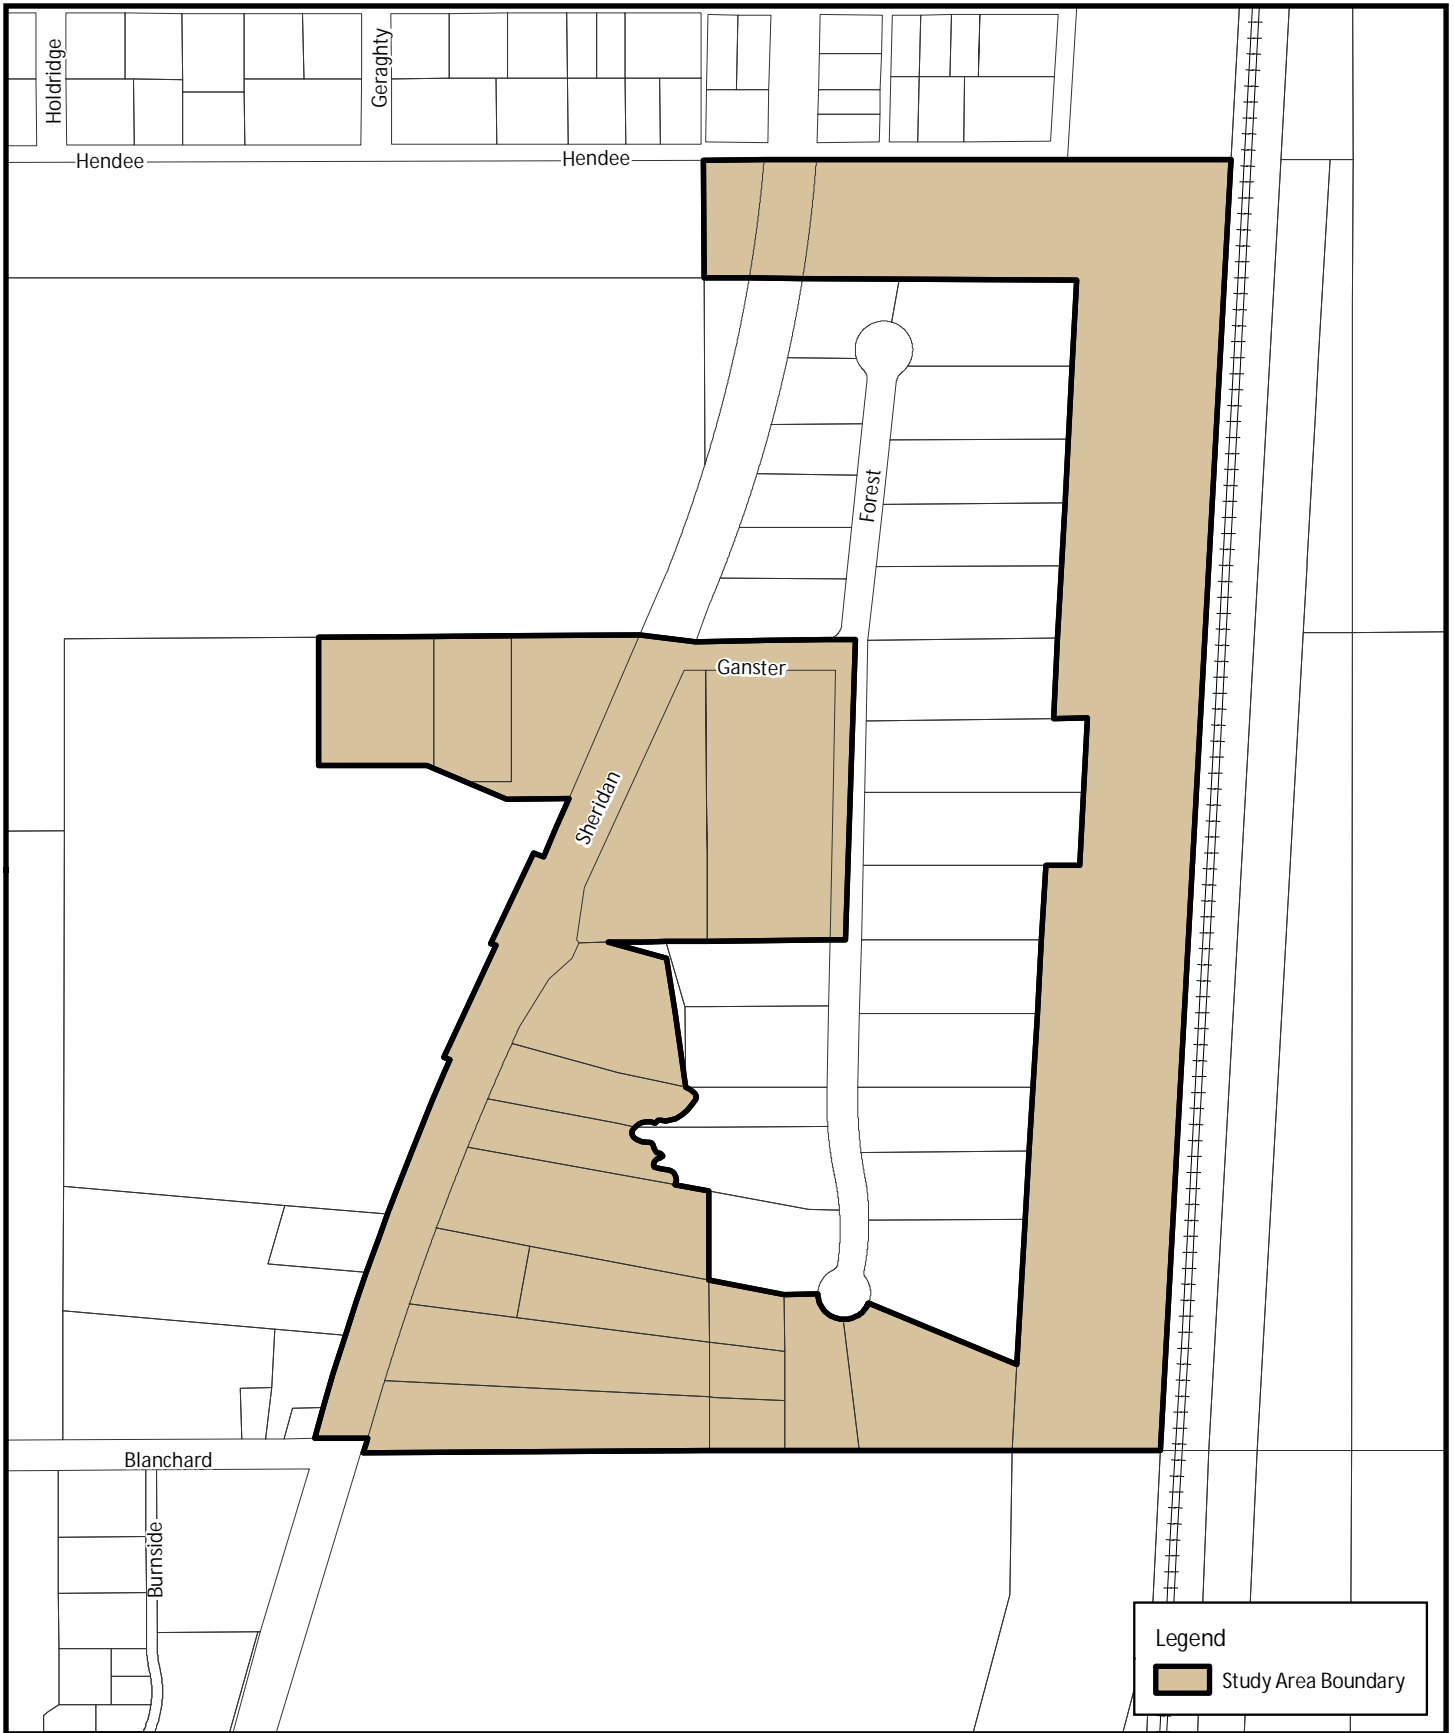 Holdridge
Geraghty
Hendee
Hendee
Forest
Ganster
Sheridan
Blanchard
Burnside
Legend
Study Area Boundary